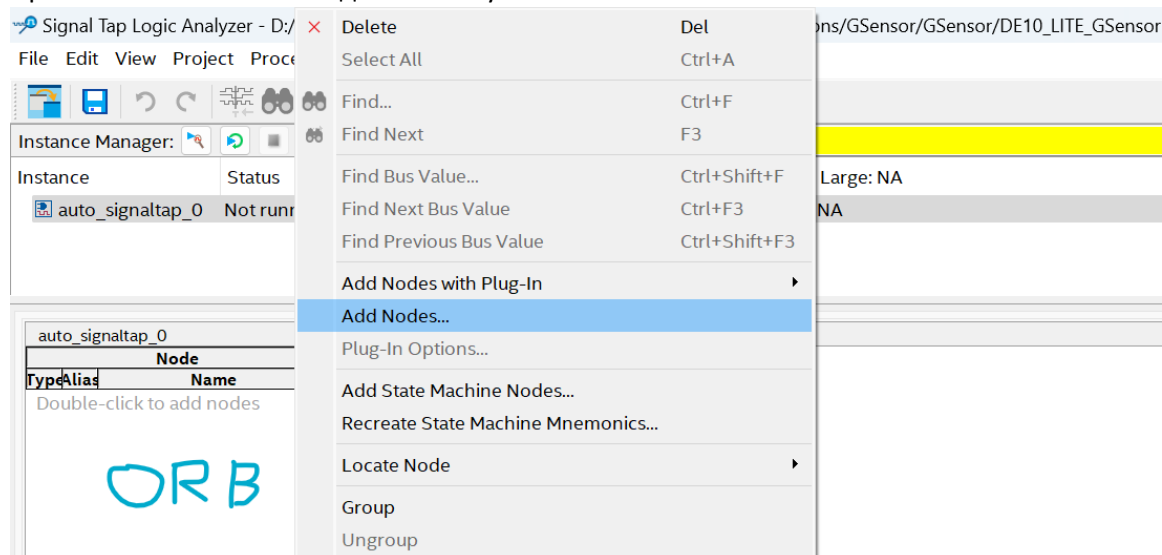 Signal Tap Logic Analyzer - D:/
ons/GSensor/GSensor/DE10_LITE_GSensor
File Edit View Project Proce
Instance Manager:
Instance Status
Large: NA
auto_signaltap_0 Not runn
NA
Delete Del
Select All Ctrl+A
Find... Ctrl+F
Find Next F3
Find Bus Value... Ctrl+Shift+F
Find Next Bus Value Ctrl+F3
Find Previous Bus Value Ctrl+Shift+F3
Add Nodes with Plug-In
Add Nodes...
Plug-In Options...
Add State Machine Nodes...
Recreate State Machine Mnemonics...
Locate Node
Group
Ungroup
auto_signaltap_0
Node
Type Alias Name
Double-click to add nodes
ORB